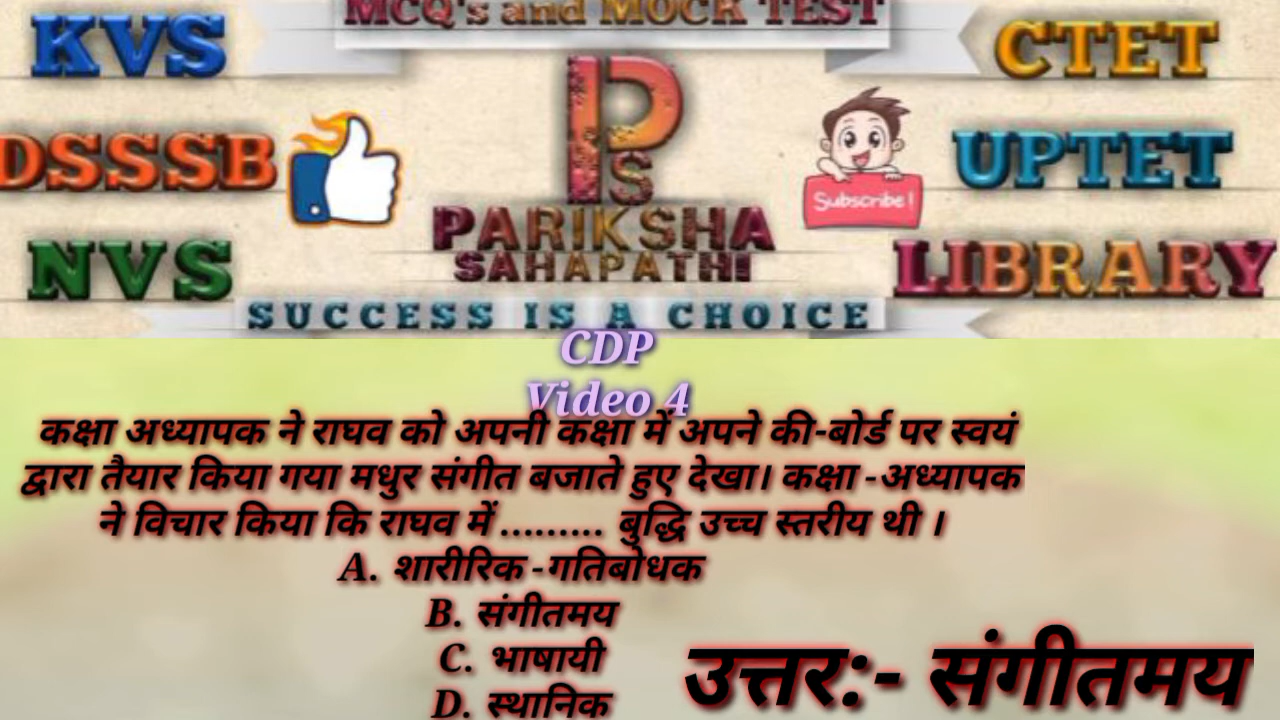 MCQ's and MOCK TEST
KVS
CTET
DSSSB
UPTET
Subscribe!
Ps
PARIKSHA
SAHAPATHI
NVS
LIBRARY
SUCCESS IS A CHOICE
CDP
Video 4
कक्षा अध्यापक ने राघव को अपनी कक्षा में अपने की-बोर्ड पर स्वयं
द्वारा तैयार किया गया मधुर संगीत बजाते हुए देखा। कक्षा -अध्यापक
ने विचार किया कि राघव में ......... बुद्धि उच्च स्तरीय थी ।
A. शारीरिक -गतिबोधक
B. संगीतमय
C. भाषायी
D. स्थानिक
उत्तर:- संगीतमय